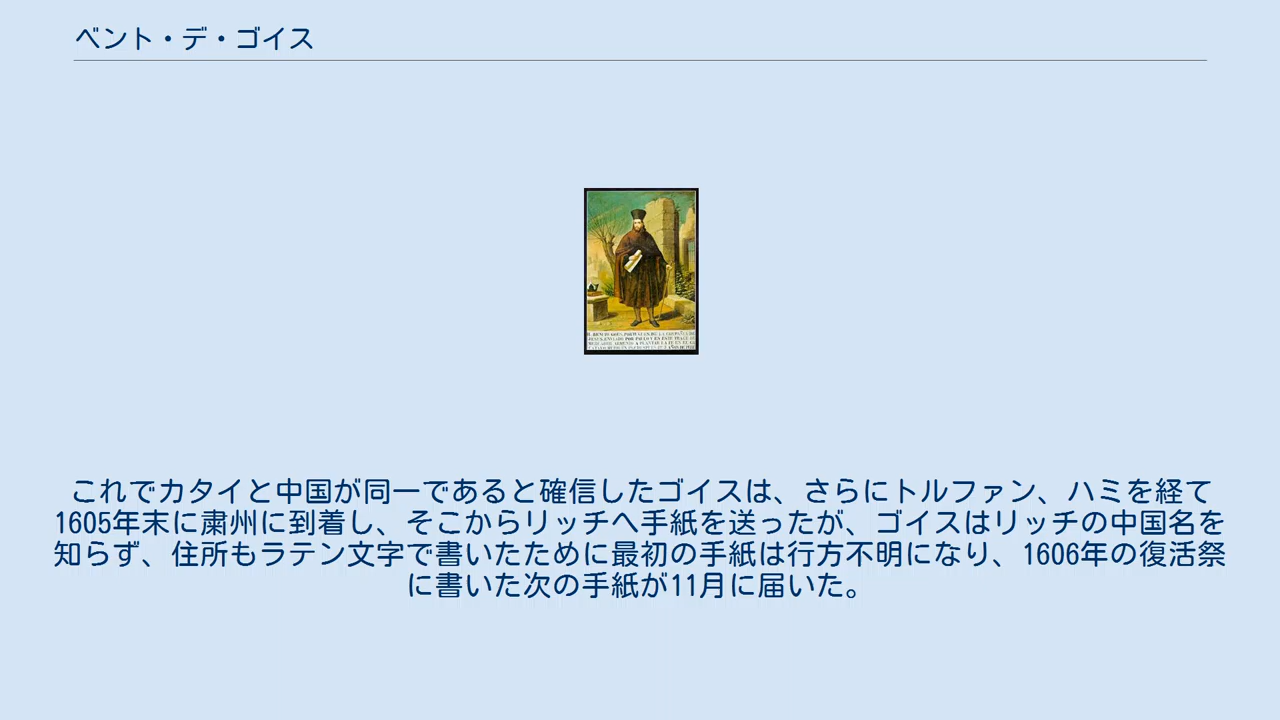 ベント・デ・ゴイス
これでカタイと中国が同一であると確信したゴイスは、さらにトルファン、ハミを経て
1605年末に粛州に到着し、そこからリッチへ手紙を送ったが、ゴイスはリッチの中国名を
知らず、住所もラテン文字で書いたために最初の手紙は行方不明になり、1606年の復活祭
に書いた次の手紙が11月に届いた。